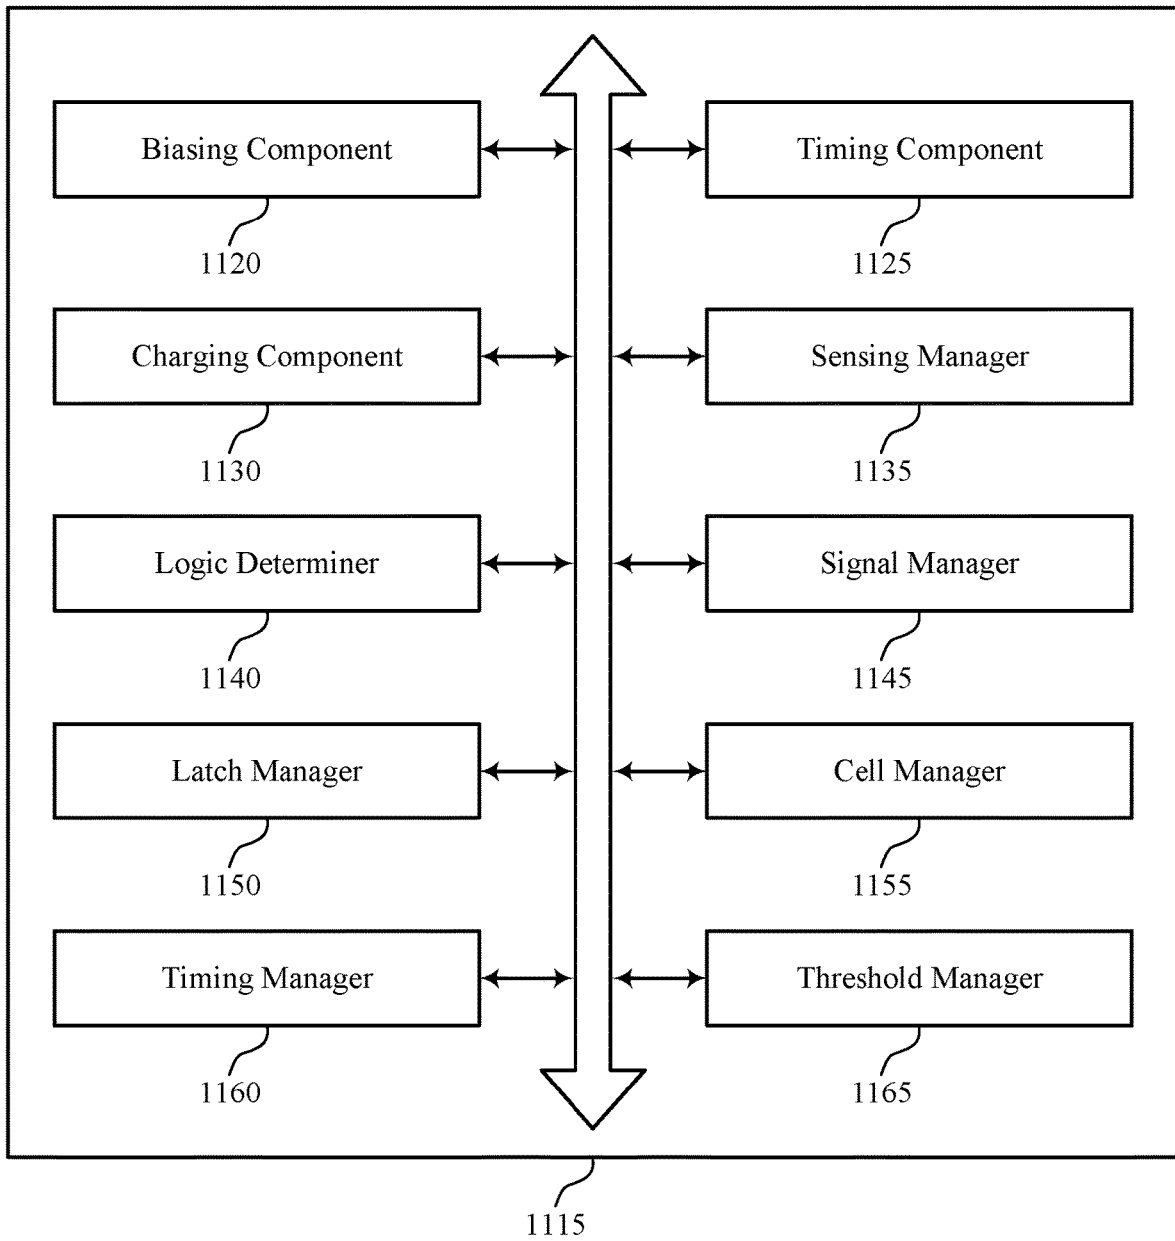 Biasing Component
Timing Component
1120
1125
Charging Component
Sensing Manager
1130
1135
Logic Determiner
Signal Manager
1140
1145
Latch Manager
Cell Manager
1150
1155
Timing Manager
Threshold Manager
1160
1165
1115